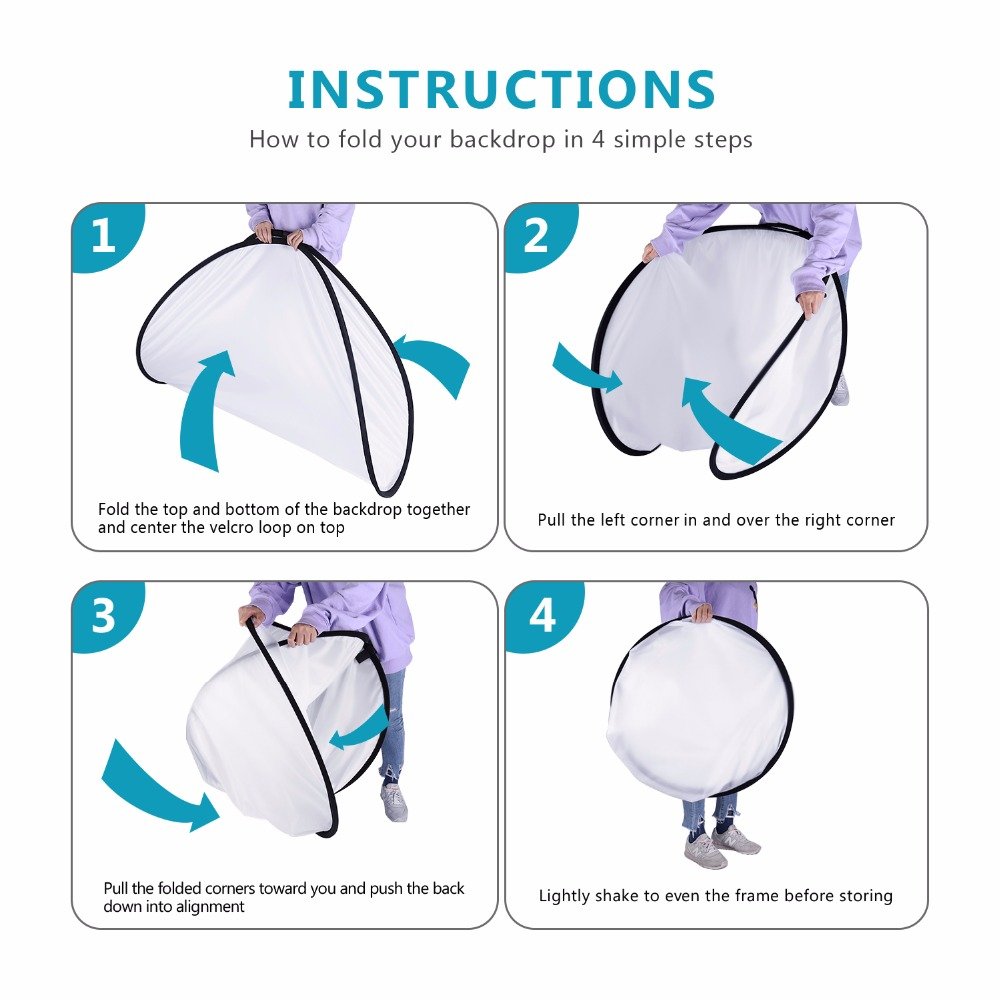 INSTRUCTIONS
How to fold your backdrop in 4 simple steps
1
Fold the top and bottom of the backdrop together
and center the velcro loop on top
2
Pull the left corner in and over the right corner
3
Pull the folded corners toward you and push the back
down into alignment
4
Lightly shake to even the frame before storing